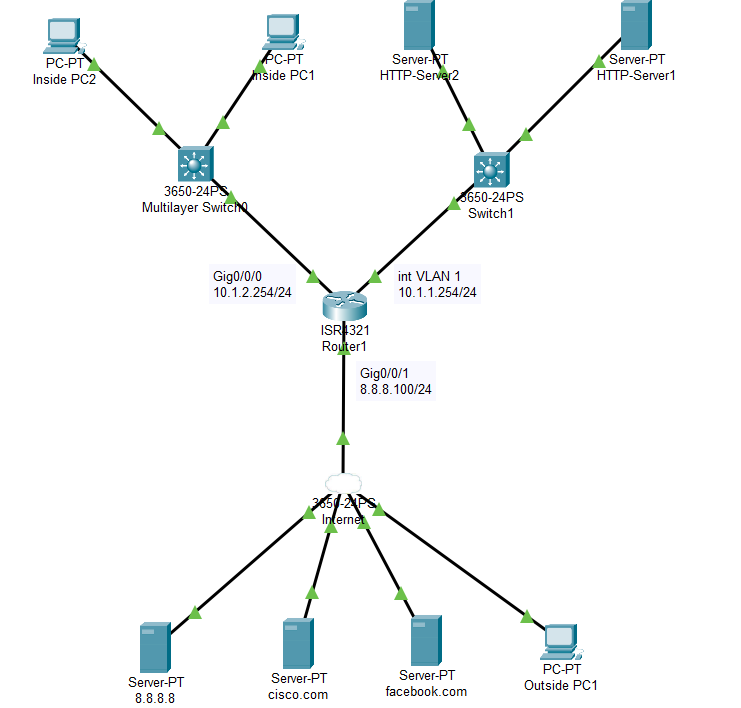 PC-PT
Inside PC2
PC-PT
Inside PC1
Server-PT
HTTP-Server2
Server-PT
HTTP-Server1
3650-24PS
Multilayer Switch0
3650-24PS
Switch1
Gig0/0/0
10.1.2.254/24
int VLAN 1
10.1.1.254/24
ISR4321
Router1
Gig0/0/1
8.8.8.100/24
3650-24PS
Internet
Server-PT
8.8.8.8
Server-PT
cisco.com
Server-PT
facebook.com
PC-PT
Outside PC1